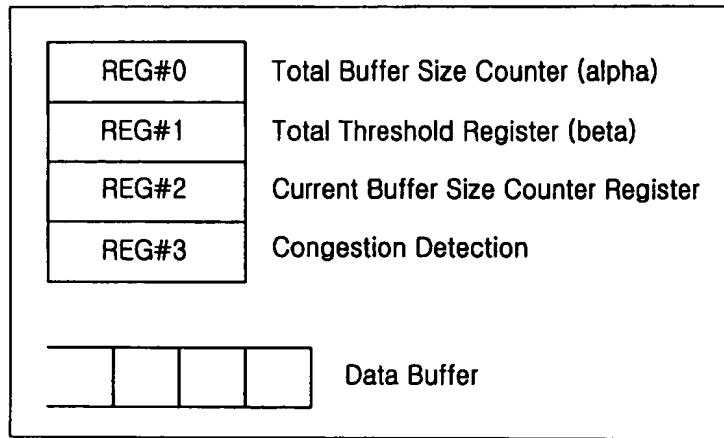 REG#0 Total Buffer Size Counter (alpha)
REG#1 Total Threshold Register (beta)
REG#2 Current Buffer Size Counter Register
REG#3 Congestion Detection
Data Buffer